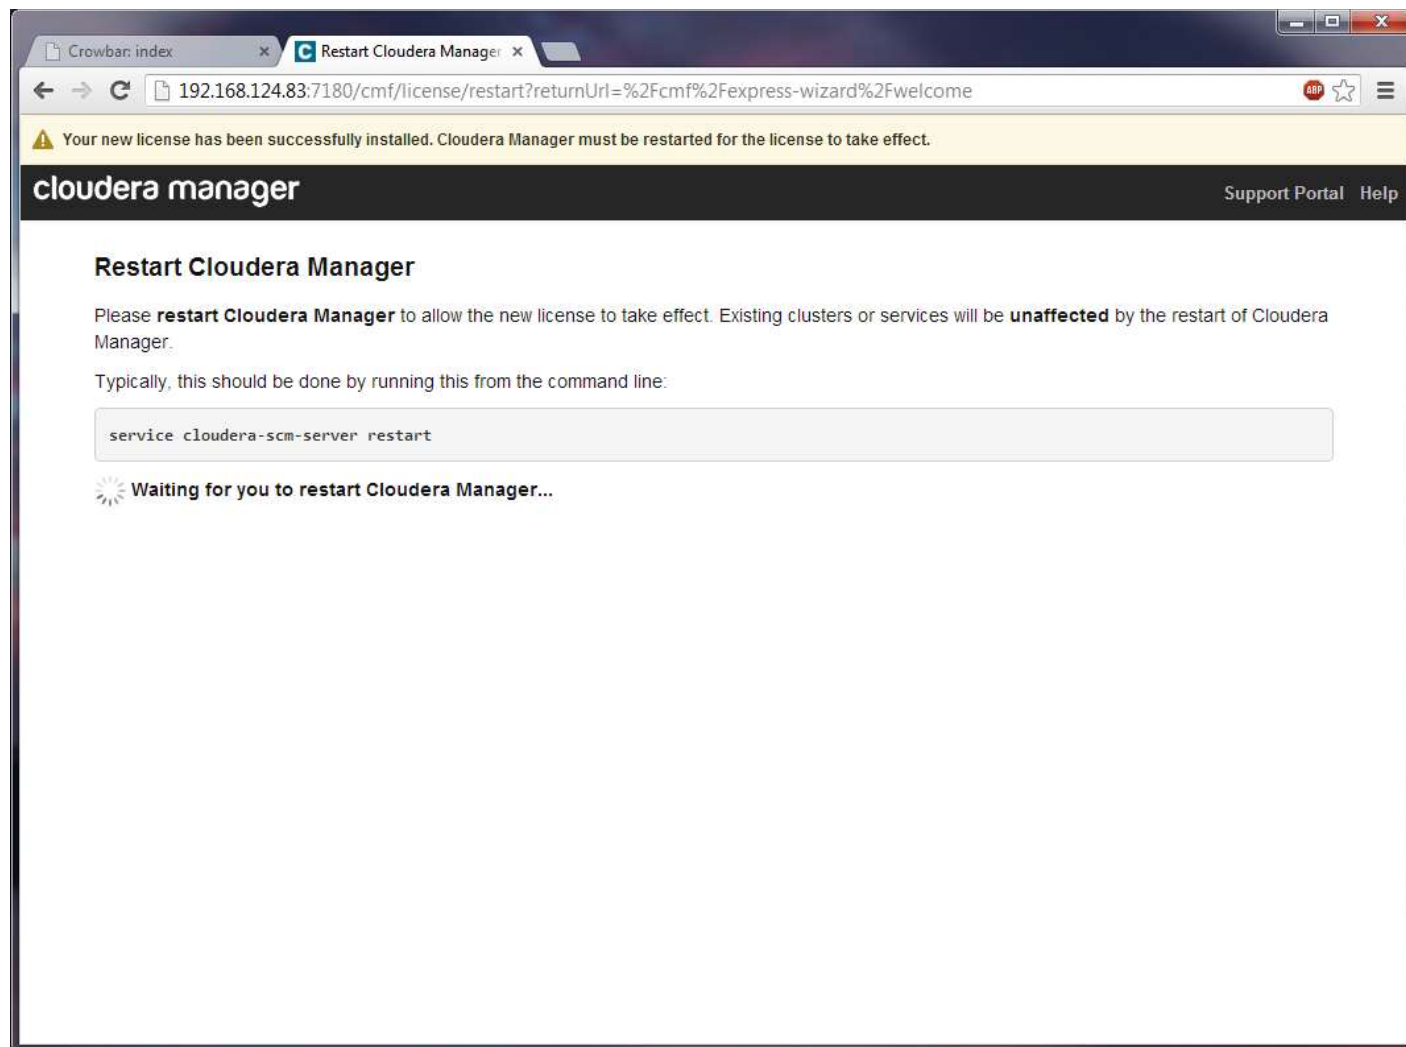 Crowbar: index
Restart Cloudera Manager
192.168.124.83:7180/cmf/license/restart?returnUrl=%2Fcmf%2Fexpress-wizard%2Fwelcome
ABP
Your new license has been successfully installed. Cloudera Manager must be restarted for the license to take effect.
cloudera manager
Support Portal Help
Restart Cloudera Manager
Please restart Cloudera Manager to allow the new license to take effect. Existing clusters or services will be unaffected by the restart of Cloudera
Manager.
Typically, this should be done by running this from the command line:
service cloudera-scm-server restart
Waiting for you to restart Cloudera Manager...